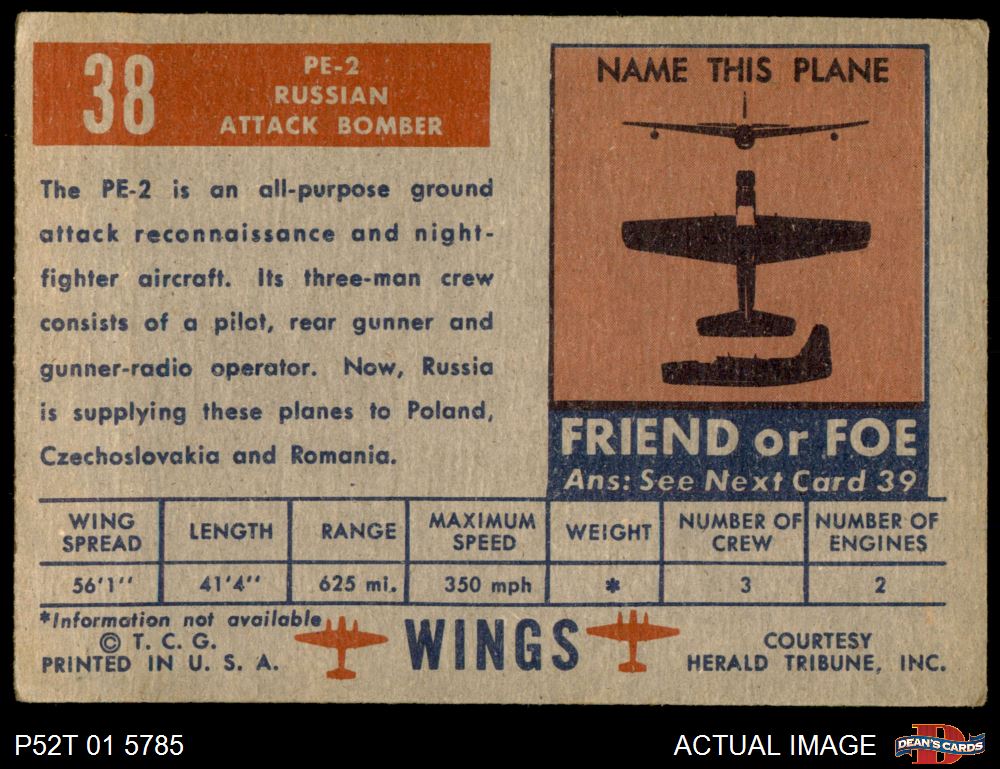 38
PE-2
RUSSIAN
ATTACK BOMBER
The PE-2 is an all-purpose ground
attack reconnaissance and night-
fighter aircraft. Its three-man crew
consists of a pilot, rear gunner and
gunner-radio operator. Now, Russia
is supplying these planes to Poland,
Czechoslovakia and Romania.
NAME THIS PLANE
FRIEND or FOE
Ans: See Next Card 39
WING SPREAD LENGTH RANGE MAXIMUM SPEED WEIGHT NUMBER OF CREW NUMBER OF ENGINES
56'1'' 41'4'' 625 mi. 350 mph * 3 2
*Information not available
© T. C. G.
PRINTED IN U. S. A.
WINGS
COURTESY
HERALD TRIBUNE, INC.
P52T 01 5785
ACTUAL IMAGE
D
DEAN'S CARDS